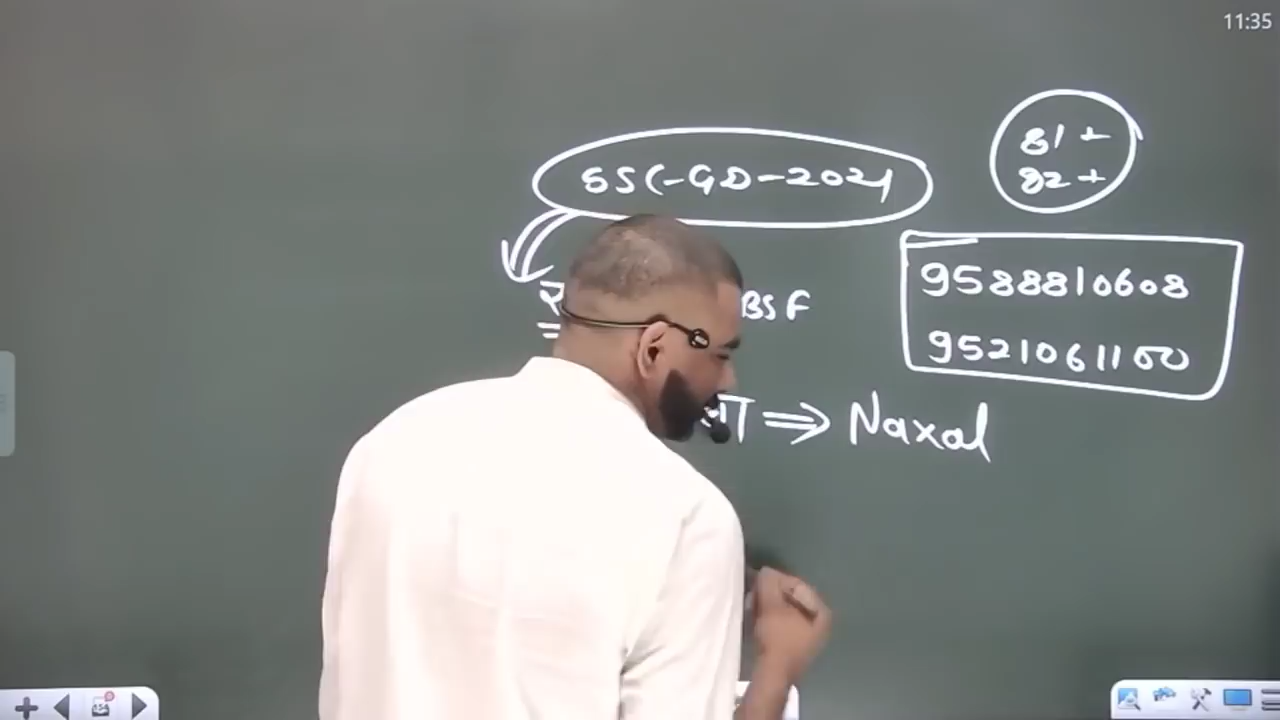 11:35
81+
82+
SSC-GD-2024
9588810608
BSF
9521061100
⇒ Naxal